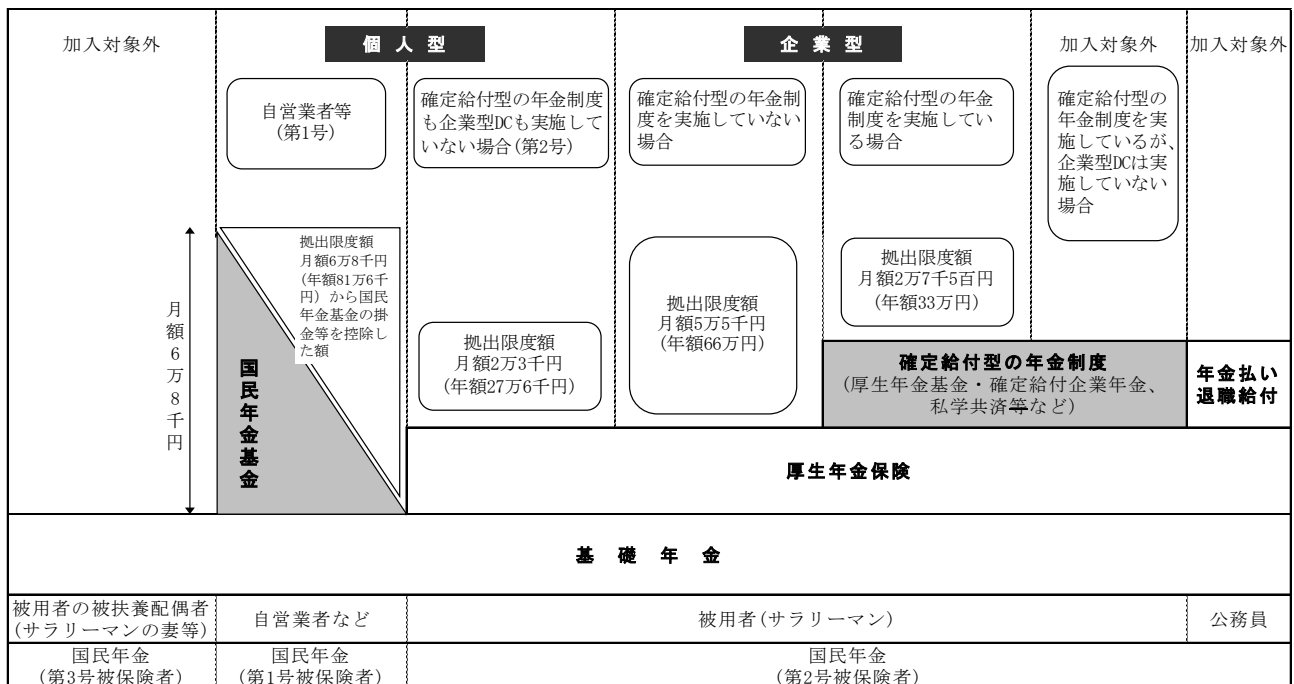 加入対象外
個人型
企業型
加入対象外
加入対象外
自営業者等
(第1号)
確定給付型の年金制度
も企業型DCも実施して
いない場合(第2号)
確定給付型の年金制
度を実施していない
場合
確定給付型の年金
制度を実施してい
る場合
確定給付型の
年金制度を実
施しているが、
企業型DCは実
施していない
場合
月額6万8千円
国民年金基金
拠出限度額
月額6万8千円
(年額81万6千
円)から国民
年金基金の掛
金等を控除し
た額
拠出限度額
月額2万3千円
(年額27万6千円)
拠出限度額
月額5万5千円
(年額66万円)
拠出限度額
月額2万7千5百円
(年額33万円)
確定給付型の年金制度
(厚生年金基金・確定給付企業年金、
私学共済等など)
年金払い
退職給付
厚生年金保険
基礎年金
被用者の被扶養配偶者
(サラリーマンの妻等)
自営業者など
被用者(サラリーマン)
公務員
国民年金
(第3号被保険者)
国民年金
(第1号被保険者)
国民年金
(第2号被保険者)